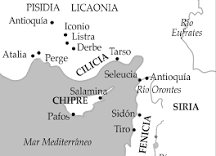 PISIDIA LICAONIA
Antioquía
Iconio
Listra
Derbe
Atalia
Perge
Tarso
CILICIA
Seleucia
Antioquía
Río Eufrates
Río Orontes
Salamina
CHIPRE
Pafos
SIRIA
Sidón
Tiro
FENICIA
Mar Mediterráneo